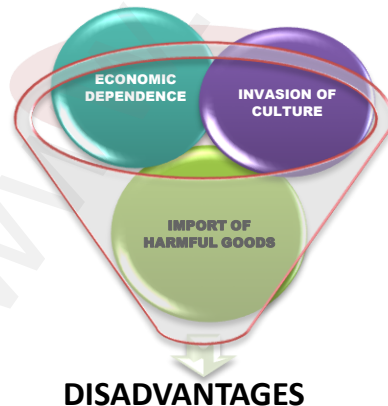 ECONOMIC
DEPENDENCE
INVASION OF
CULTURE
IMPORT OF
HARMFUL GOODS
DISADVANTAGES